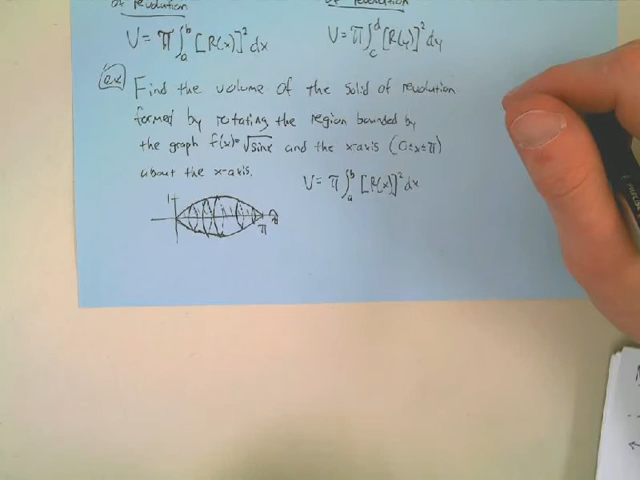 of revolution of revolution
V = π ∫_a^b [R(x)]² dx V = π ∫_c^d [R(y)]² dy
ex Find the volume of the solid of revolution
formed by rotating the region bounded by
the graph f(x) = √sinx and the x-axis (0≤x≤π)
about the x-axis.
V = π ∫_a^b [R(x)]² dx
1
π